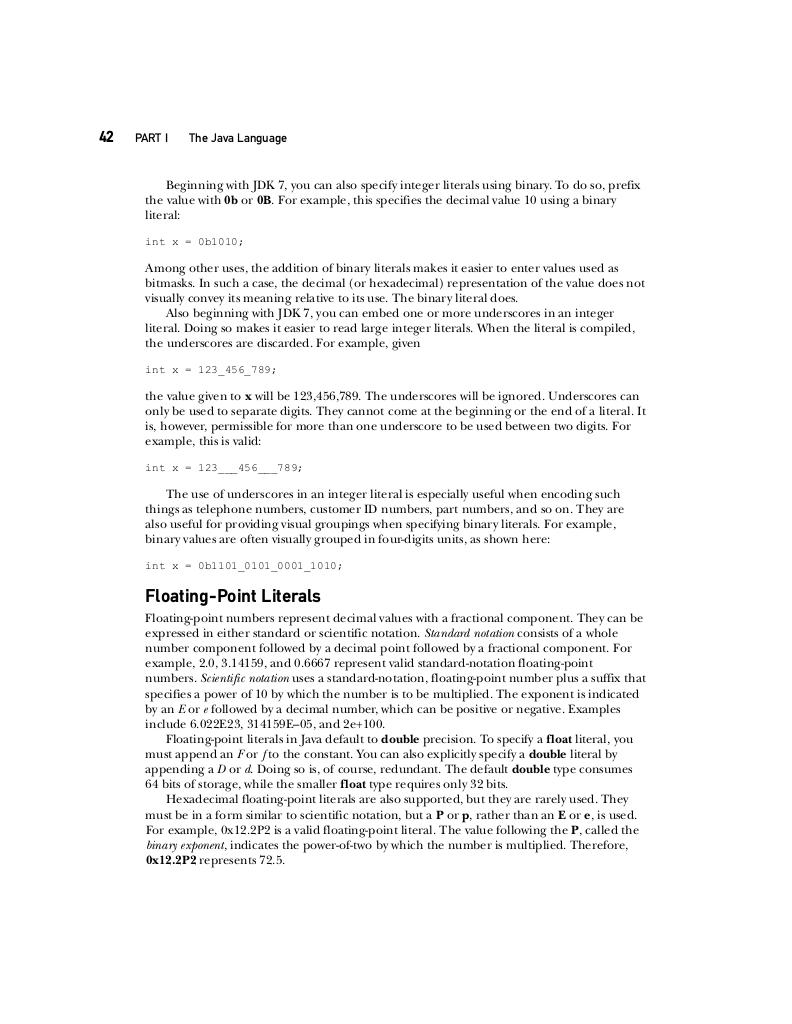 42 PART I The Java Language
Beginning with JDK 7, you can also specify integer literals using binary. To do so, prefix
the value with 0b or 0B. For example, this specifies the decimal value 10 using a binary
literal:
int x = 0b1010;
Among other uses, the addition of binary literals makes it easier to enter values used as
bitmasks. In such a case, the decimal (or hexadecimal) representation of the value does not
visually convey its meaning relative to its use. The binary literal does.
Also beginning with JDK 7, you can embed one or more underscores in an integer
literal. Doing so makes it easier to read large integer literals. When the literal is compiled,
the underscores are discarded. For example, given
int x = 123_456_789;
the value given to x will be 123,456,789. The underscores will be ignored. Underscores can
only be used to separate digits. They cannot come at the beginning or the end of a literal. It
is, however, permissible for more than one underscore to be used between two digits. For
example, this is valid:
int x = 123___456___789;
The use of underscores in an integer literal is especially useful when encoding such
things as telephone numbers, customer ID numbers, part numbers, and so on. They are
also useful for providing visual groupings when specifying binary literals. For example,
binary values are often visually grouped in four-digits units, as shown here:
int x = 0b1101_0101_0001_1010;
Floating-Point Literals
Floating-point numbers represent decimal values with a fractional component. They can be
expressed in either standard or scientific notation. Standard notation consists of a whole
number component followed by a decimal point followed by a fractional component. For
example, 2.0, 3.14159, and 0.6667 represent valid standard-notation floating-point
numbers. Scientific notation uses a standard-notation, floating-point number plus a suffix that
specifies a power of 10 by which the number is to be multiplied. The exponent is indicated
by an E or e followed by a decimal number, which can be positive or negative. Examples
include 6.022E23, 314159E–05, and 2e+100.
Floating-point literals in Java default to double precision. To specify a float literal, you
must append an F or f to the constant. You can also explicitly specify a double literal by
appending a D or d. Doing so is, of course, redundant. The default double type consumes
64 bits of storage, while the smaller float type requires only 32 bits.
Hexadecimal floating-point literals are also supported, but they are rarely used. They
must be in a form similar to scientific notation, but a P or p, rather than an E or e, is used.
For example, 0x12.2P2 is a valid floating-point literal. The value following the P, called the
binary exponent, indicates the power-of-two by which the number is multiplied. Therefore,
0x12.2P2 represents 72.5.